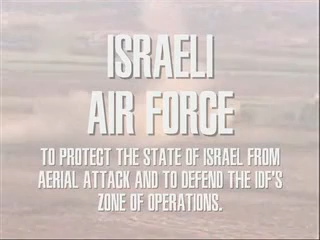 ISRAELI
AIR FORCE
TO PROTECT THE STATE OF ISRAEL FROM
AERIAL ATTACK AND TO DEFEND THE IDF'S
ZONE OF OPERATIONS.